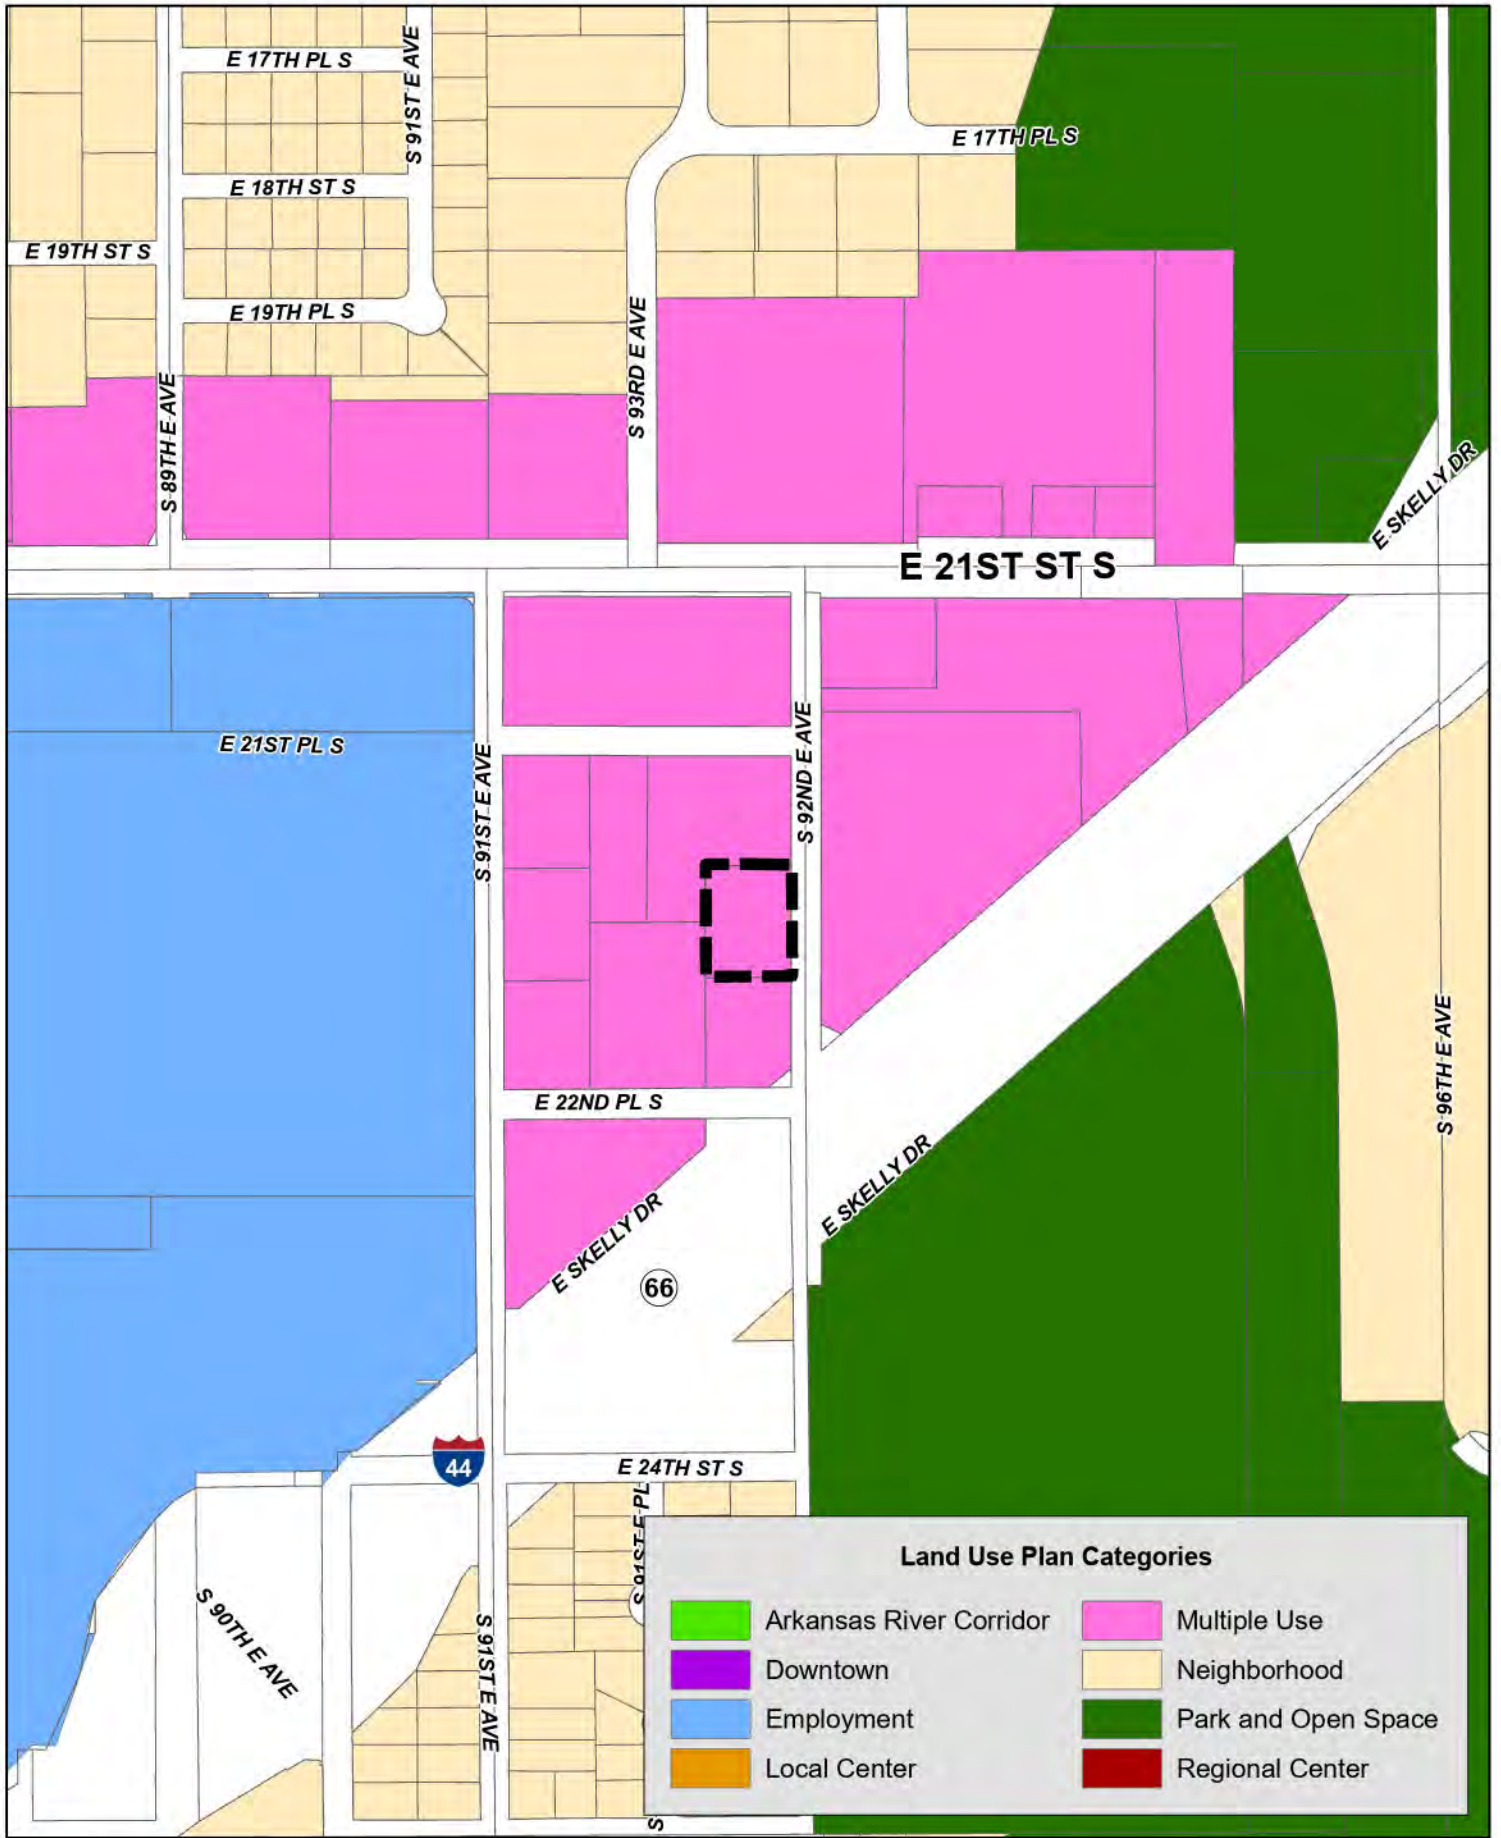 E 17TH PL S
S 91ST E AVE
E 17TH PL S
E 18TH ST S
E 19TH ST S
E 19TH PL S
S 93RD E AVE
S 89TH E AVE
E SKELLY DR
E 21ST ST S
E 21ST PL S
S 91ST E AVE
S 92ND E AVE
S 96TH E AVE
E 22ND PL S
E SKELLY DR
E SKELLY DR
66
44
E 24TH ST S
S 91ST E PL
S 90TH E AVE
S 91ST E AVE
S
Land Use Plan Categories
Arkansas River Corridor
Downtown
Employment
Local Center
Multiple Use
Neighborhood
Park and Open Space
Regional Center